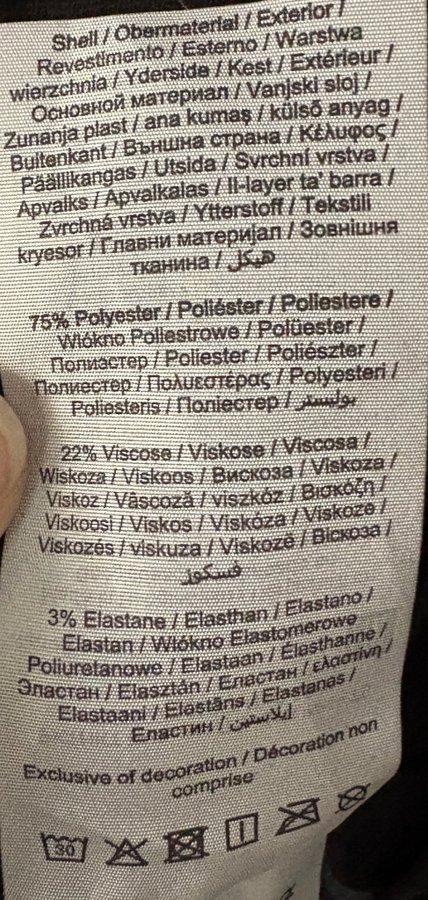 Shell / Obermaterial / Exterior /
Revestimento / Esterno / Warstwa
wierzchnia / Yderside / Kest / Extérieur /
Основной материал / Vanjski sloj /
Zunanja plast / ana kumaş / külső anyag /
Buitenkant / Външна страна / Κέλυφος /
Päällikangas / Utsida / Svrchní vrstva /
Apvalks / Apvalkalas / Il-layer ta' barra /
Zvrchná vrstva / Ytterstoff / Tekstili
kryesor / Главни материјал / Зовнішня
тканина / هيكل
75% Polyester / Poliéster / Poliestere /
Włókno Poliestrowe / Polüester /
Полиэстер / Poliester / Poliészter /
Полиестер / Πολυεστέρας / Polyesteri /
Poliesteris / Поліестер / بوليستر
22% Viscose / Viskose / Viscosa /
Wiskoza / Viskoos / Вискоза / Viskoza /
Viskoz / Vâscoză / viszkóz / Βισκόζη /
Viskoosi / Viskos / Viskóza / Viskoze /
Viskozés / viskuza / Viskozë / Віскоза /
فسكوز
3% Elastane / Elasthan / Elastano /
Elastan / Włókno Elastomerowe
Poliuretanowe / Elastaan / Élasthanne /
Эластан / Elasztán / Еластан / ελαστίνη /
Elastaani / Elastāns / Elastanas /
Еластин / إيلاستين
Exclusive of decoration / Décoration non
comprise
30